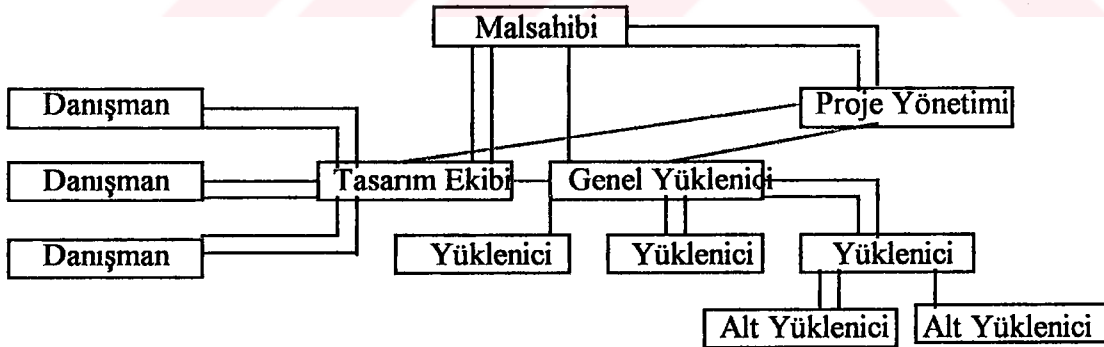 Malsahibi
Danışman
Proje Yönetimi
Danışman
Tasarım Ekibi
Genel Yüklenici
Danışman
Yüklenici
Yüklenici
Yüklenici
Alt Yüklenici
Alt Yüklenici